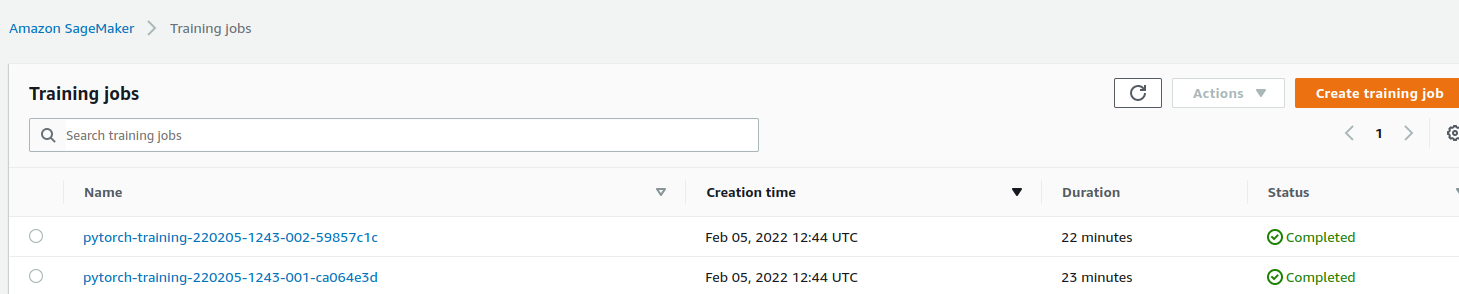 Amazon SageMaker > Training jobs
Training jobs
Actions
Create training job
Search training jobs
1
Name Creation time Duration Status
pytorch-training-220205-1243-002-59857c1c Feb 05, 2022 12:44 UTC 22 minutes Completed
pytorch-training-220205-1243-001-ca064e3d Feb 05, 2022 12:44 UTC 23 minutes Completed